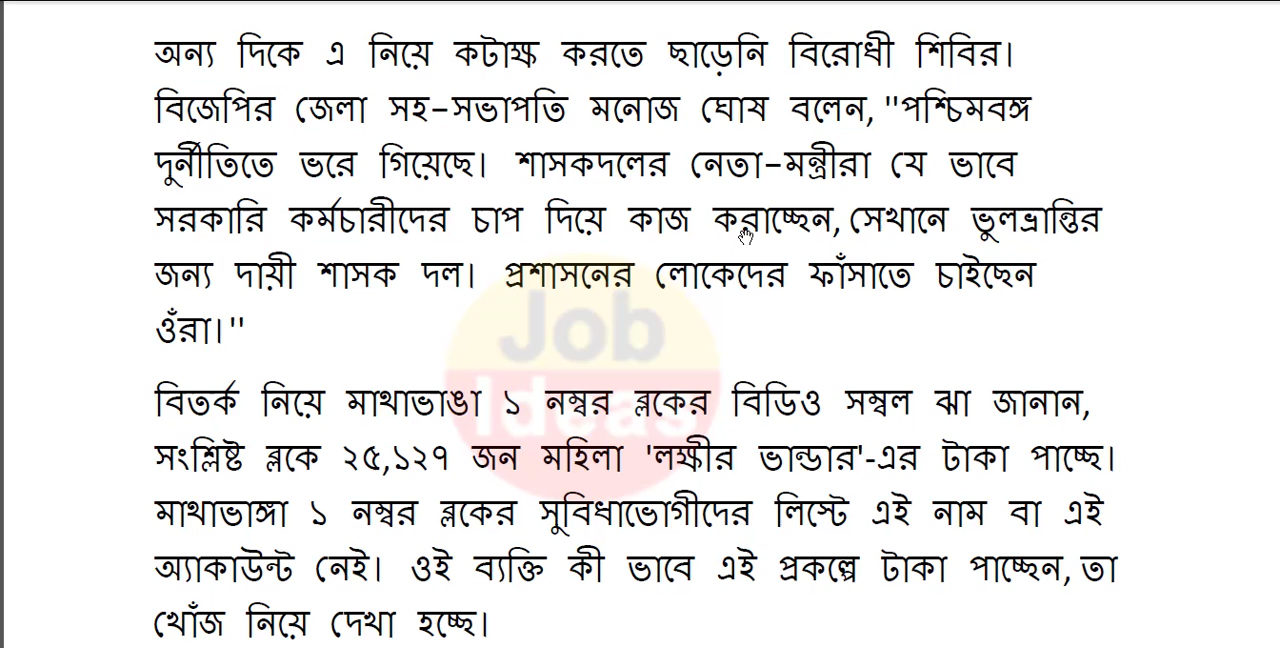 অন্য দিকে এ নিয়ে কটাক্ষ করতে ছাড়েনি বিরোধী শিবির।
বিজেপির জেলা সহ-সভাপতি মনোজ ঘোষ বলেন, "পশ্চিমবঙ্গ
দুর্নীতিতে ভরে গিয়েছে। শাসকদলের নেতা-মন্ত্রীরা যে ভাবে
সরকারি কর্মচারীদের চাপ দিয়ে কাজ করাচ্ছেন, সেখানে ভুলভ্রান্তির
জন্য দায়ী শাসক দল। প্রশাসনের লোকেদের ফাঁসাতে চাইছেন
ওঁরা।"
Job
Ideas
বিতর্ক নিয়ে মাথাভাঙা ১ নম্বর ব্লকের বিডিও সম্বল ঝা জানান,
সংশ্লিষ্ট ব্লকে ২৫,১২৭ জন মহিলা 'লক্ষীর ভান্ডার'-এর টাকা পাচ্ছে।
মাথাভাঙ্গা ১ নম্বর ব্লকের সুবিধাভোগীদের লিস্টে এই নাম বা এই
অ্যাকাউন্ট নেই। ওই ব্যক্তি কী ভাবে এই প্রকল্পে টাকা পাচ্ছেন, তা
খোঁজ নিয়ে দেখা হচ্ছে।